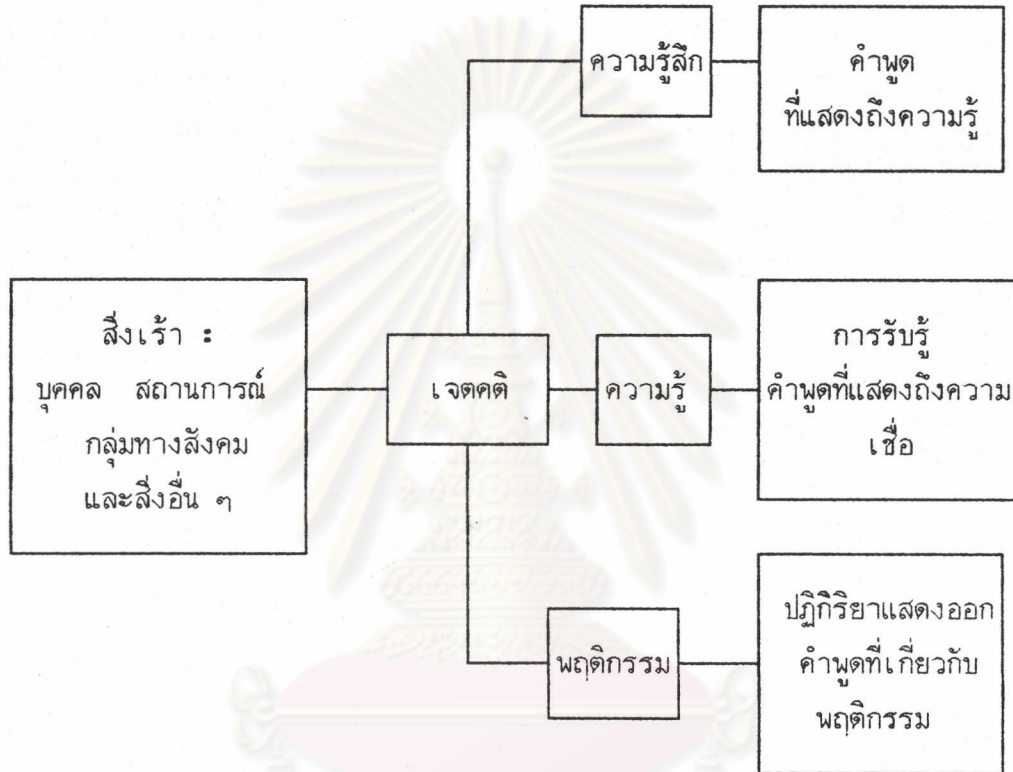 ความรู้สึก
คำพูด
ที่แสดงถึงความรู้
สิ่งเร้า :
บุคคล สถานการณ์
กลุ่มทางสังคม
และสิ่งอื่น ๆ
เจตคติ
ความรู้
การรับรู้
คำพูดที่แสดงถึงความ
เชื่อ
พฤติกรรม
ปฏิกิริยาแสดงออก
คำพูดที่เกี่ยวกับ
พฤติกรรม